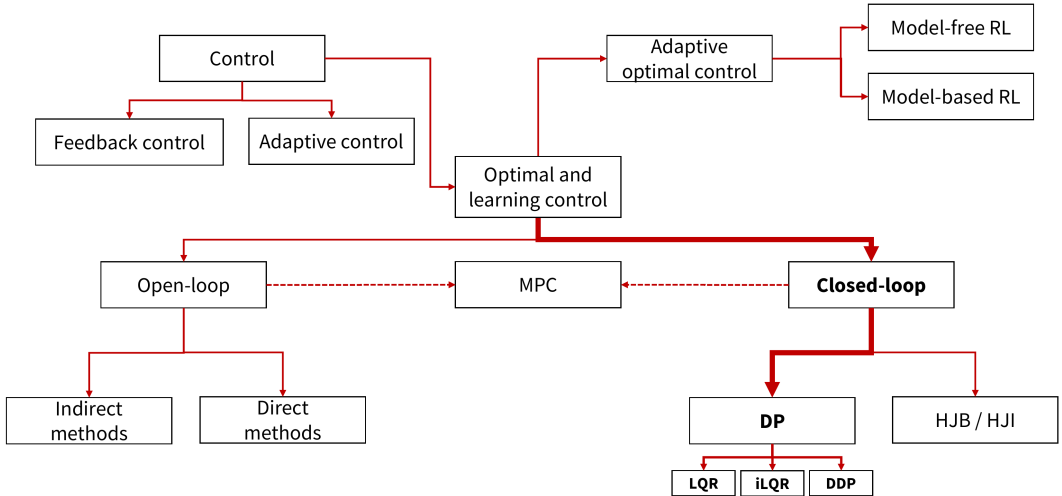 Model-free RL
Control
Adaptive
optimal control
Model-based RL
Feedback control
Adaptive control
Optimal and
learning control
Open-loop
MPC
Closed-loop
Indirect
methods
Direct
methods
DP
HJB / HJI
LQR
iLQR
DDP